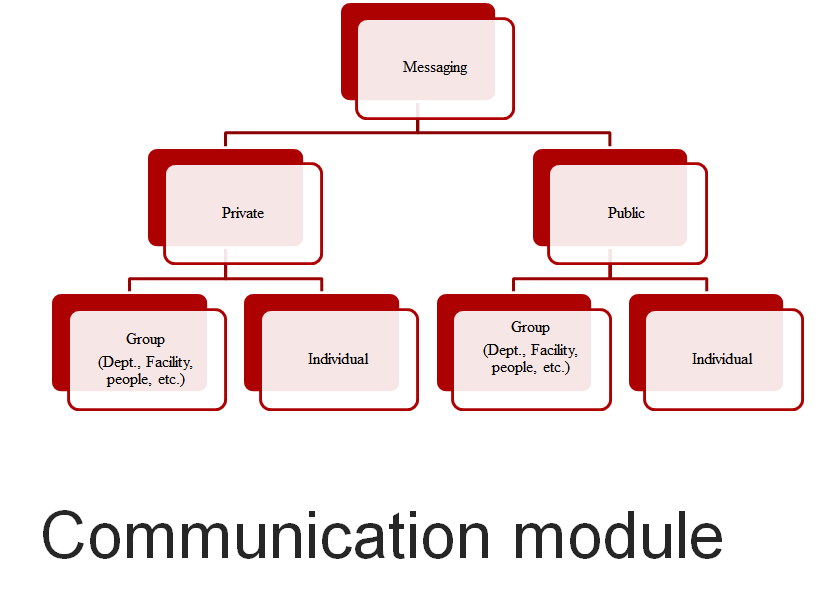 Messaging
Private
Public
Group
(Dept., Facility,
people, etc.)
Individual
Group
(Dept., Facility,
people, etc.)
Individual
Communication module